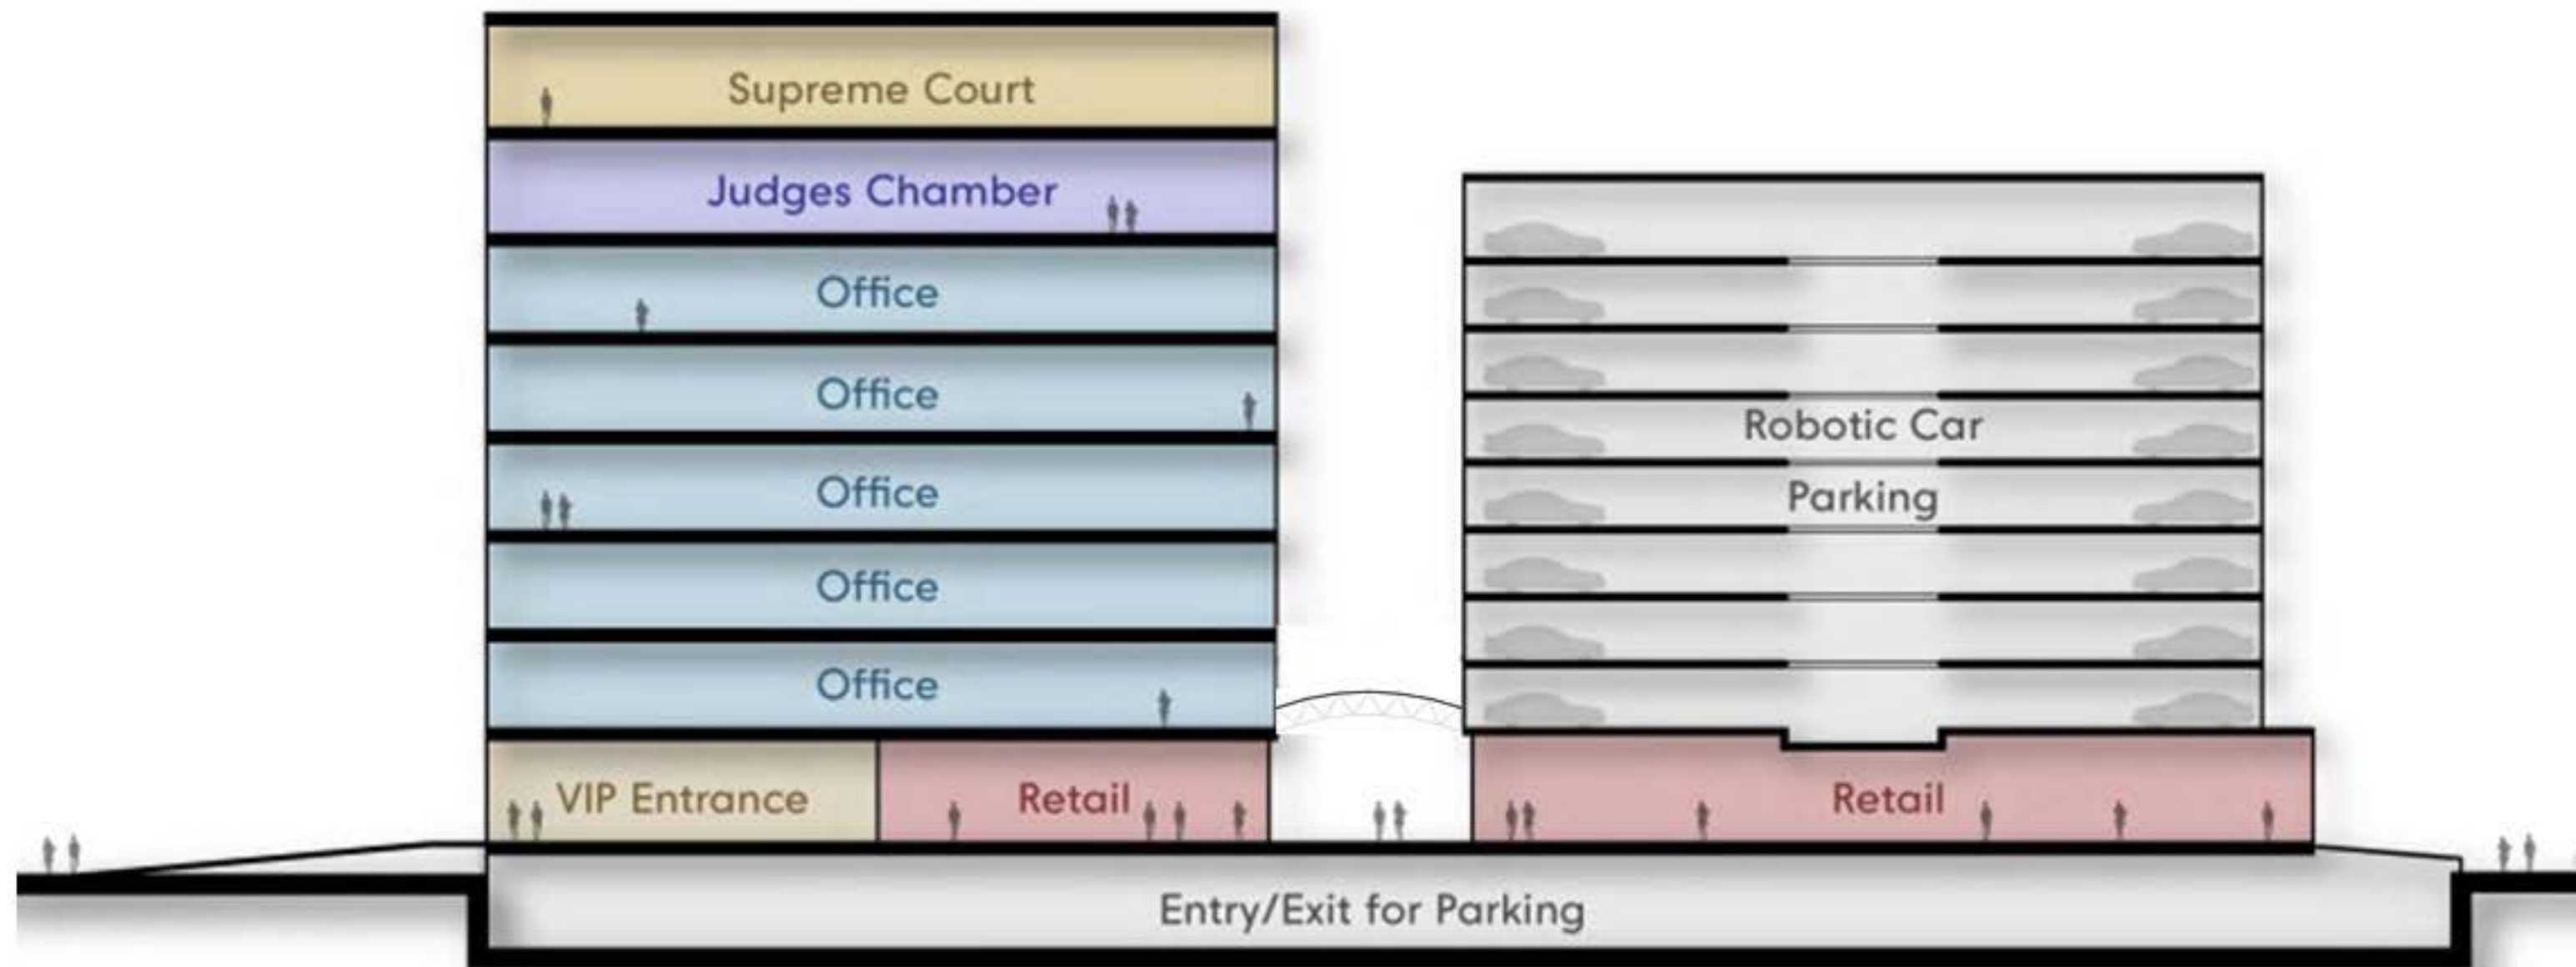 Supreme Court
Judges Chamber
Office
Office
Office
Office
Office
VIP Entrance
Retail
Robotic Car
Parking
Retail
Entry/Exit for Parking